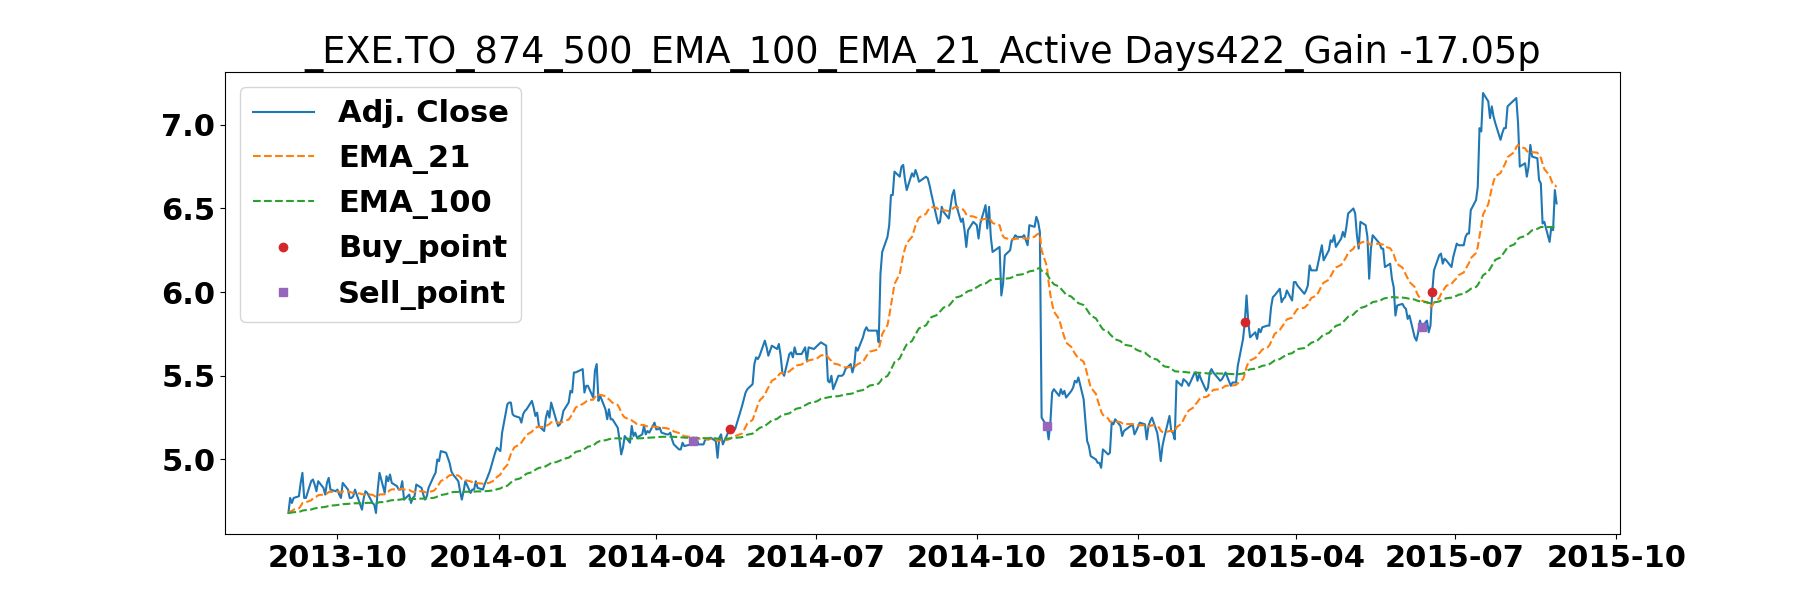 _EXE.TO_874_500_EMA_100_EMA_21_Active Days422_Gain -17.05p
Adj. Close
EMA_21
EMA_100
Buy_point
Sell_point
7.0
6.5
6.0
5.5
5.0
2013-10
2014-01
2014-04
2014-07
2014-10
2015-01
2015-04
2015-07
2015-10